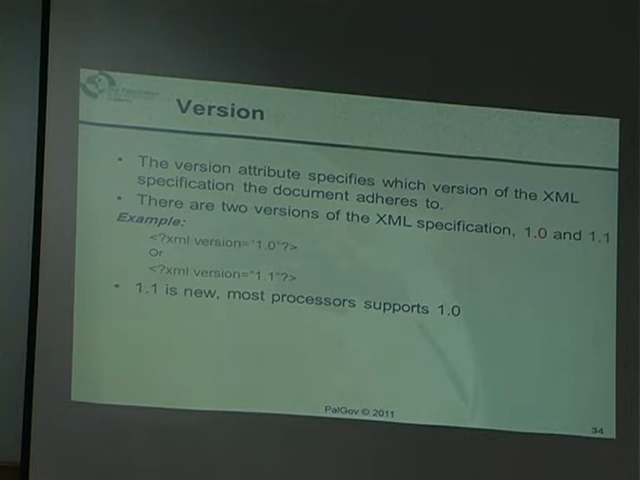 Version
• The version attribute specifies which version of the XML
specification the document adheres to.
• There are two versions of the XML specification, 1.0 and 1.1
Example:
<?xml version="1.0"?>
Or
<?xml version="1.1"?>
• 1.1 is new, most processors supports 1.0
PalGov © 2011
34